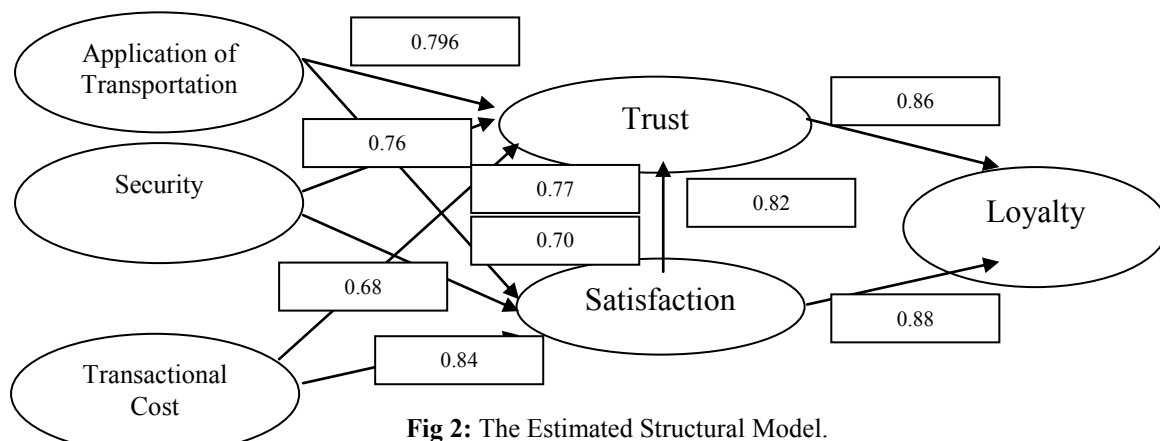 Application of
Transportation
0.796
Trust
0.86
Security
0.76
0.77
0.82
Loyalty
0.70
0.68
Satisfaction
0.88
0.84
Transactional
Cost
Fig 2: The Estimated Structural Model.